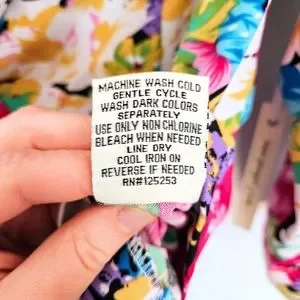 MACHINE WASH COLD
GENTLE CYCLE
WASH DARK COLORS
SEPARATELY
USE ONLY NON CHLORINE
BLEACH WHEN NEEDED
LINE DRY
COOL IRON ON
REVERSE IF NEEDED
RN#125253